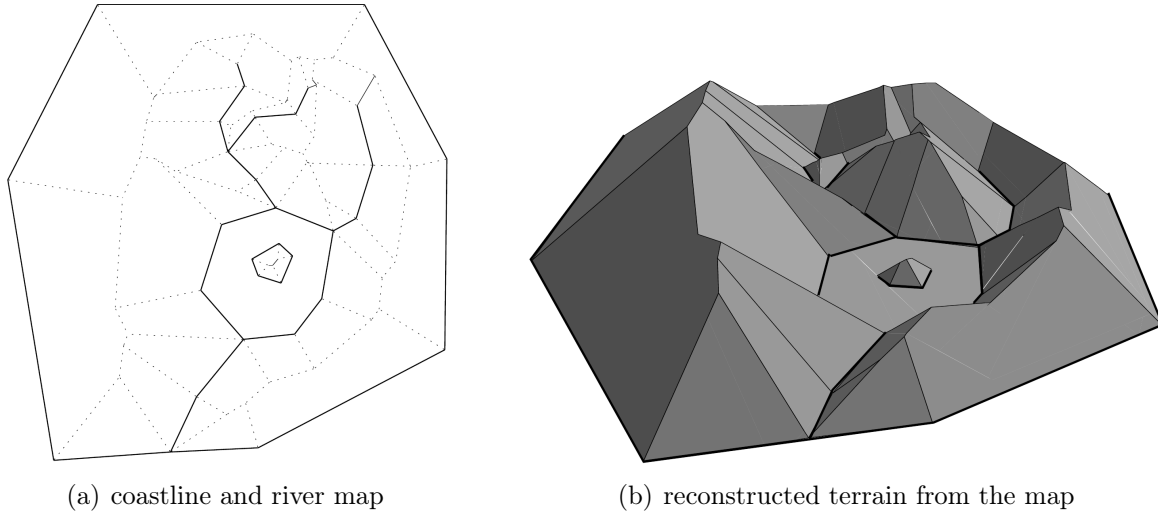 (a) coastline and river map
(b) reconstructed terrain from the map